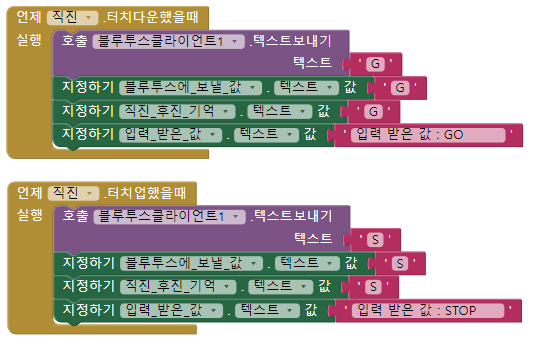 언제 직진 .터치다운했을때
실행 호출 블루투스클라이언트1 .텍스트보내기
텍스트 ' G '
지정하기 블루투스에_보낼_값 . 텍스트 값 ' G '
지정하기 직진_후진_기억 . 텍스트 값 ' G '
지정하기 입력_받은_값 . 텍스트 값 ' 입력 받은 값 : GO '
언제 직진 .터치업했을때
실행 호출 블루투스클라이언트1 .텍스트보내기
텍스트 ' S '
지정하기 블루투스에_보낼_값 . 텍스트 값 ' S '
지정하기 직진_후진_기억 . 텍스트 값 ' S '
지정하기 입력_받은_값 . 텍스트 값 ' 입력 받은 값 : STOP '